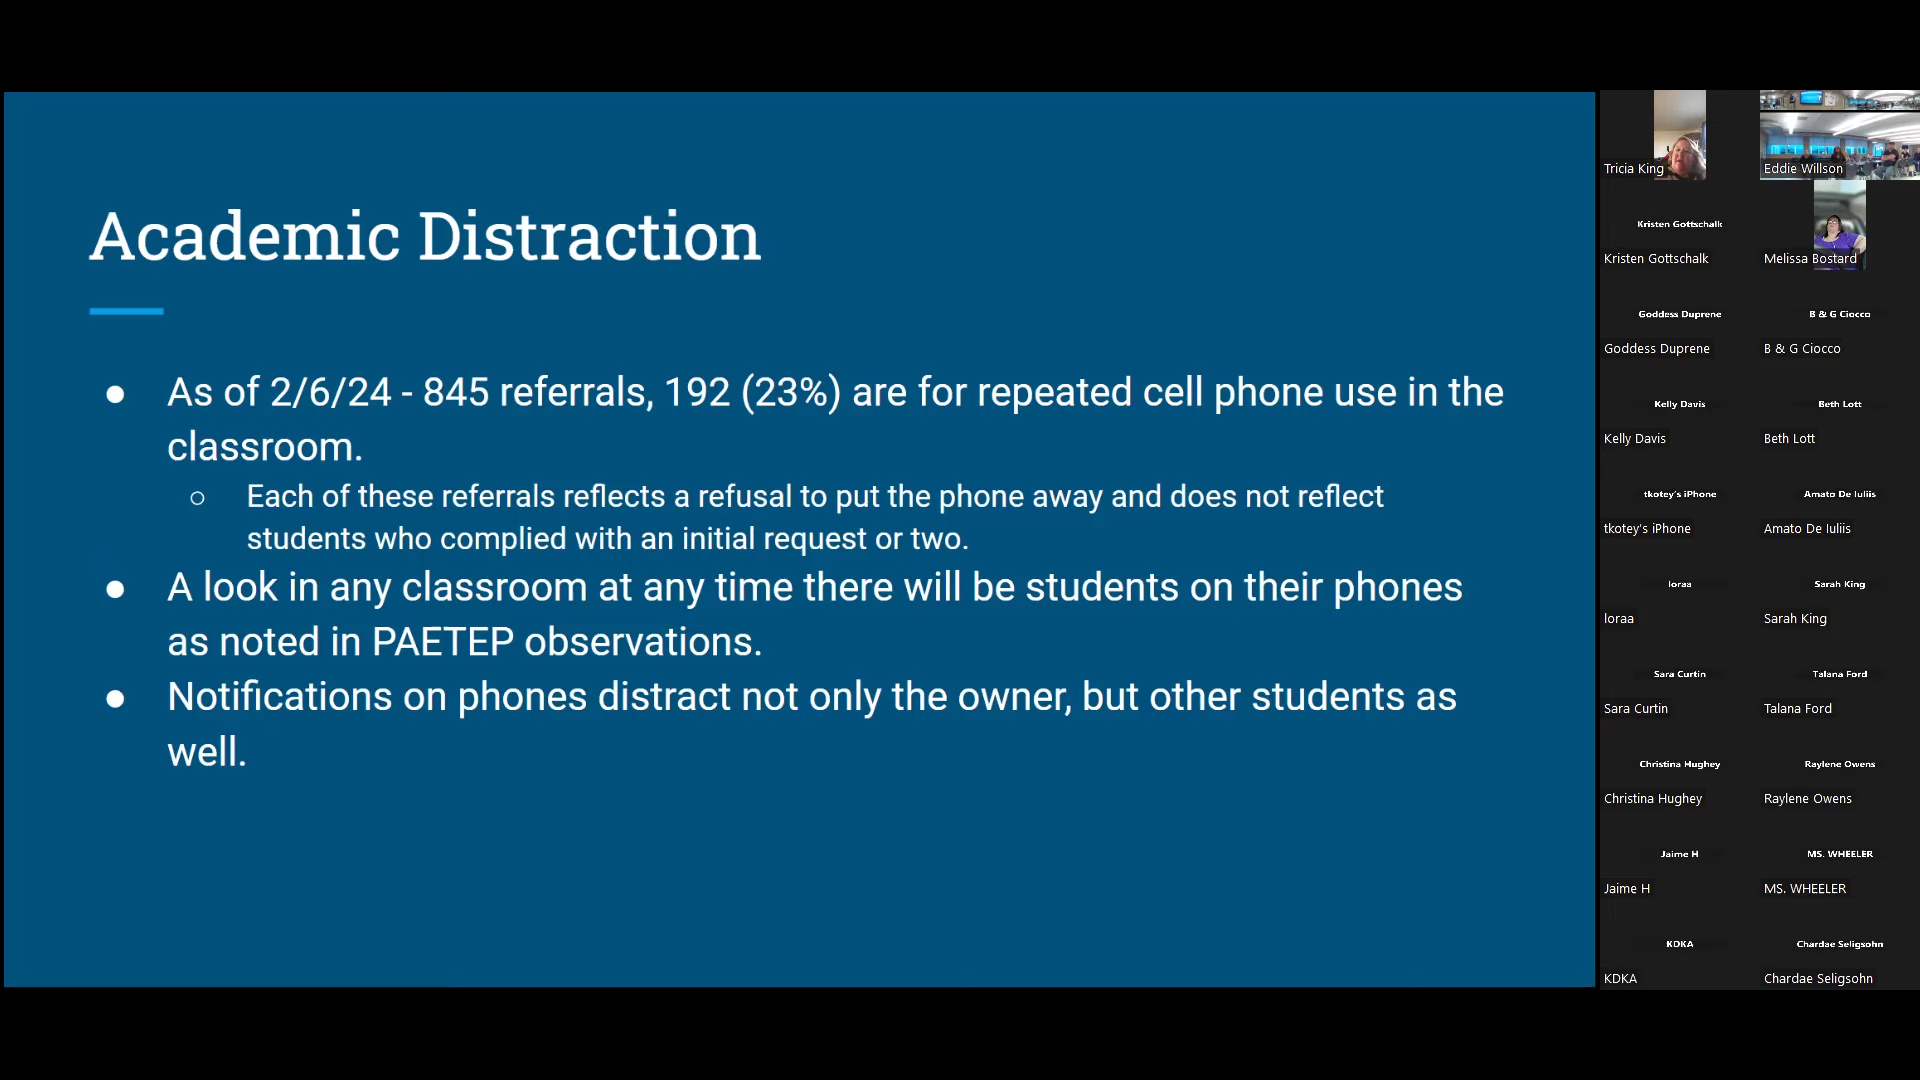 Academic Distraction
● As of 2/6/24 - 845 referrals, 192 (23%) are for repeated cell phone use in the
classroom.
○ Each of these referrals reflects a refusal to put the phone away and does not reflect
students who complied with an initial request or two.
● A look in any classroom at any time there will be students on their phones
as noted in PAETEP observations.
● Notifications on phones distract not only the owner, but other students as
well.
Tricia King
Eddie Willson
Kristen Gottschalk
Kristen Gottschalk
Melissa Bostard
Goddess Duprene
B & G Ciocco
Goddess Duprene
B & G Ciocco
Kelly Davis
Beth Lott
Kelly Davis
Beth Lott
tkotey's iPhone
Amato De Iuliis
tkotey's iPhone
Amato De Iuliis
loraa
Sarah King
loraa
Sarah King
Sara Curtin
Talana Ford
Sara Curtin
Talana Ford
Christina Hughey
Raylene Owens
Christina Hughey
Raylene Owens
Jaime H
MS. WHEELER
Jaime H
MS. WHEELER
KDKA
Chardae Seligsohn
KDKA
Chardae Seligsohn